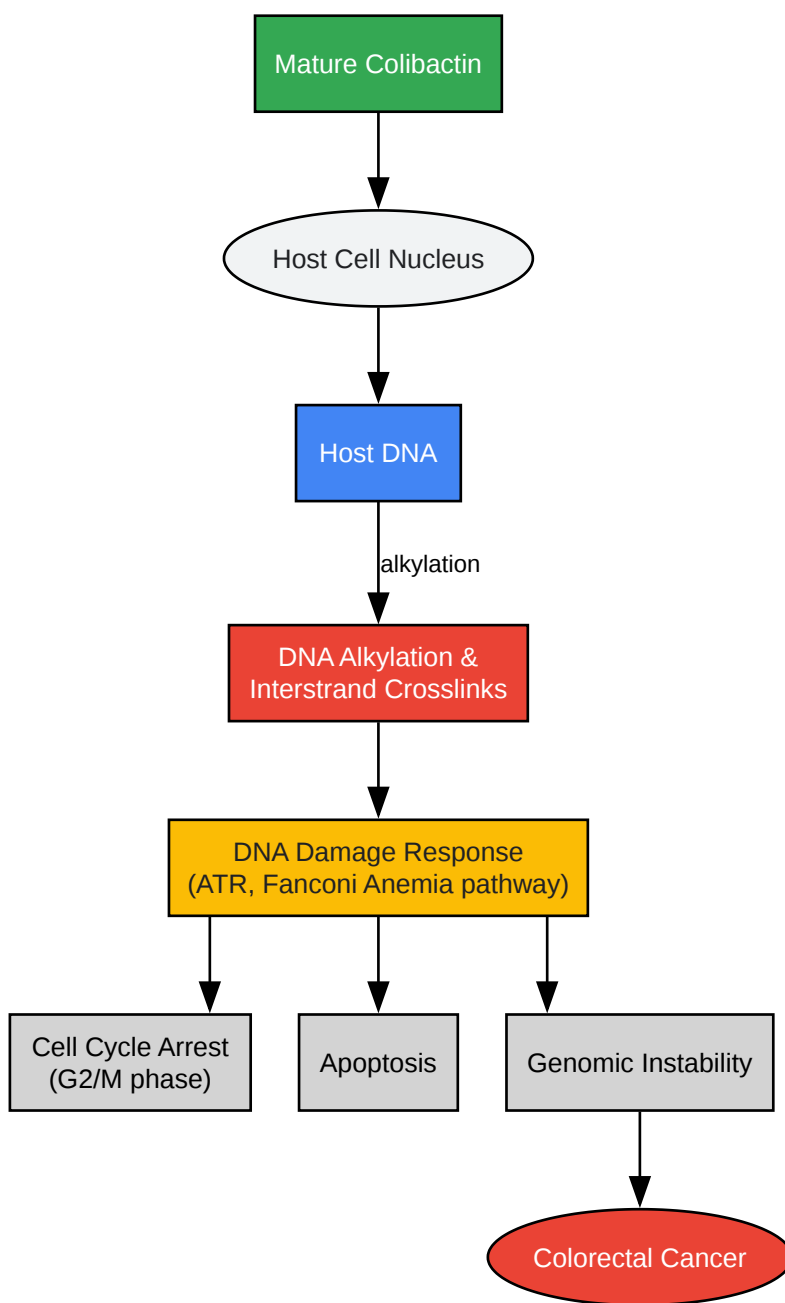 Mature Colibactin
Host Cell Nucleus
Host DNA
alkylation
DNA Alkylation &
Interstrand Crosslinks
DNA Damage Response
(ATR, Fanconi Anemia pathway)
Cell Cycle Arrest
(G2/M phase)
Apoptosis
Genomic Instability
Colorectal Cancer